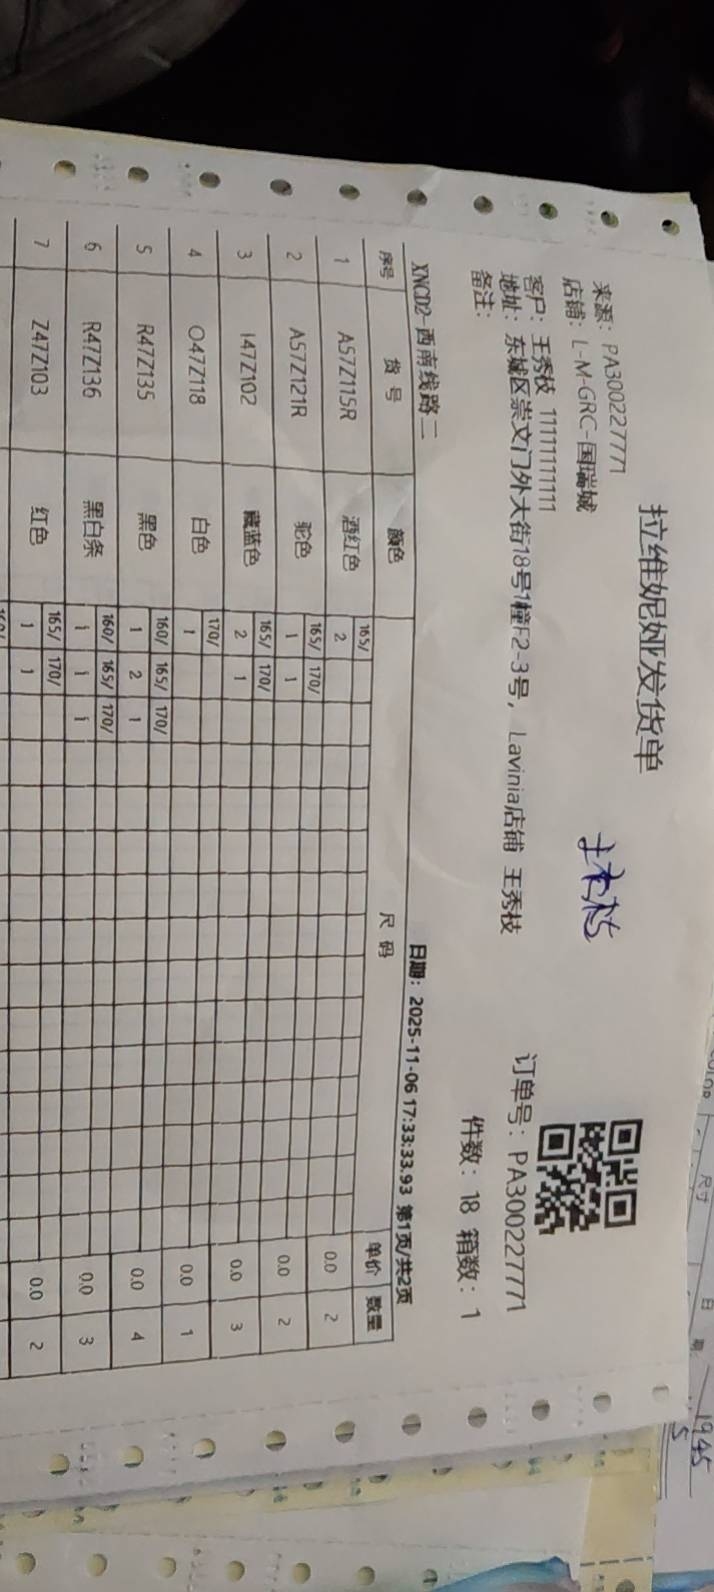 拉维妮娅发货单
来源: PA300227771
店铺: L-M-GRC-国瑞城
订单号: PA300227771
客户: 王秀枝 11111111111
地址: 东城区崇文门外大街18号1幢F2-3号, Lavinia店铺 王秀枝
件数: 18 箱数: 1
备注:
XNCD2-西南线路二 日期: 2025-11-06 17:33:33.93 第1页/共2页
序号 货号 颜色 尺码 单价 数量
165/
1 A57Z115R 酒红色 2 0.0 2
165/ 170/
2 A57Z121R 驼色 1 1 0.0 2
165/ 170/
3 I47Z102 藏蓝色 2 1 0.0 3
170/
4 O47Z118 白色 1 0.0 1
160/ 165/ 170/
5 R47Z135 黑色 1 2 1 0.0 4
160/ 165/ 170/
6 R47Z136 黑白条 1 1 1 0.0 3
165/ 170/
7 Z47Z103 红色 1 1 0.0 2
尺寸
日期
1945
5